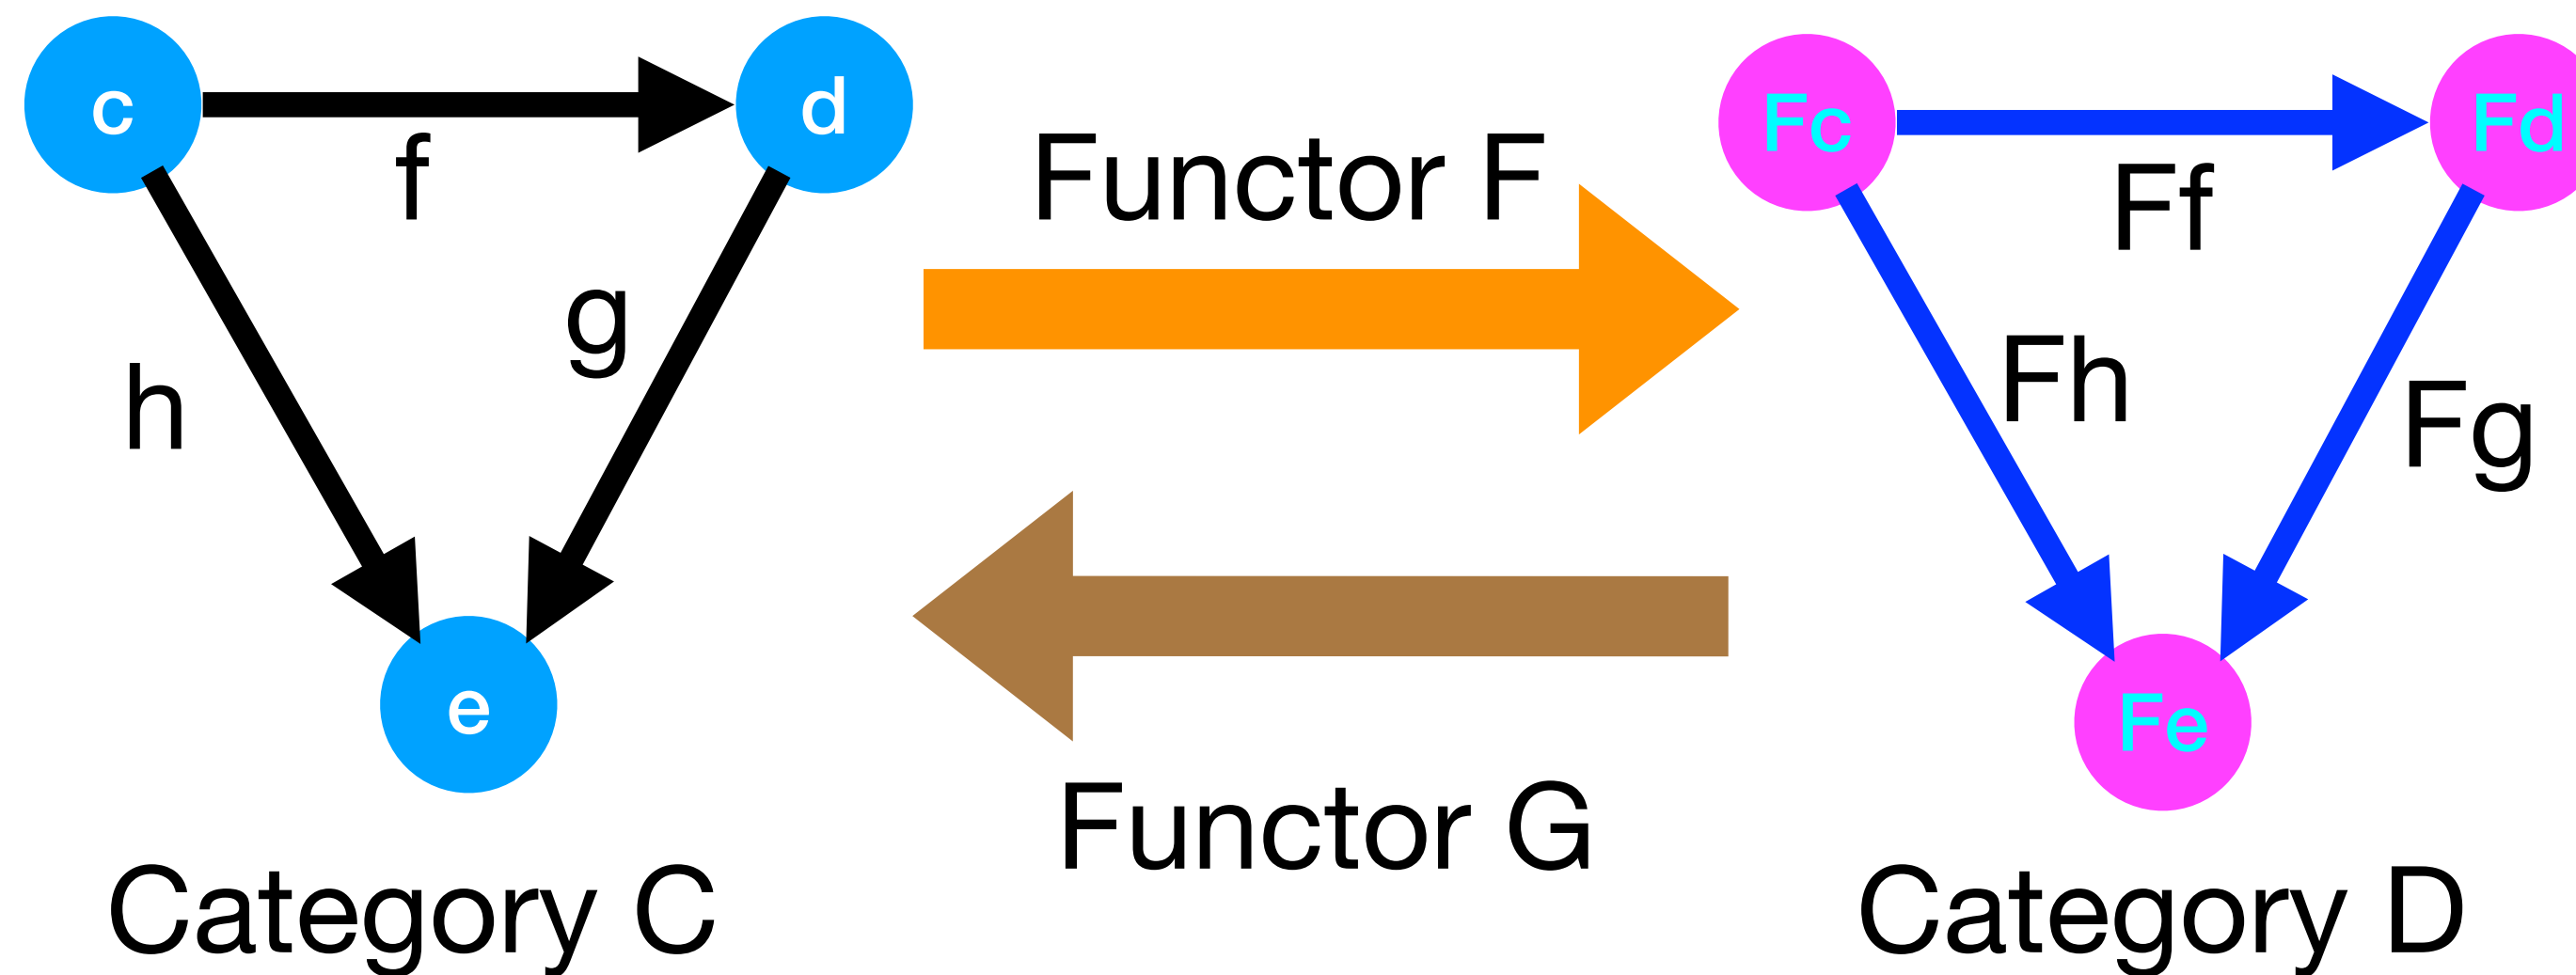 c
d
f
g
h
e
Category C
Functor F
Functor G
Fc
Fd
Ff
Fh
Fg
Fe
Category D